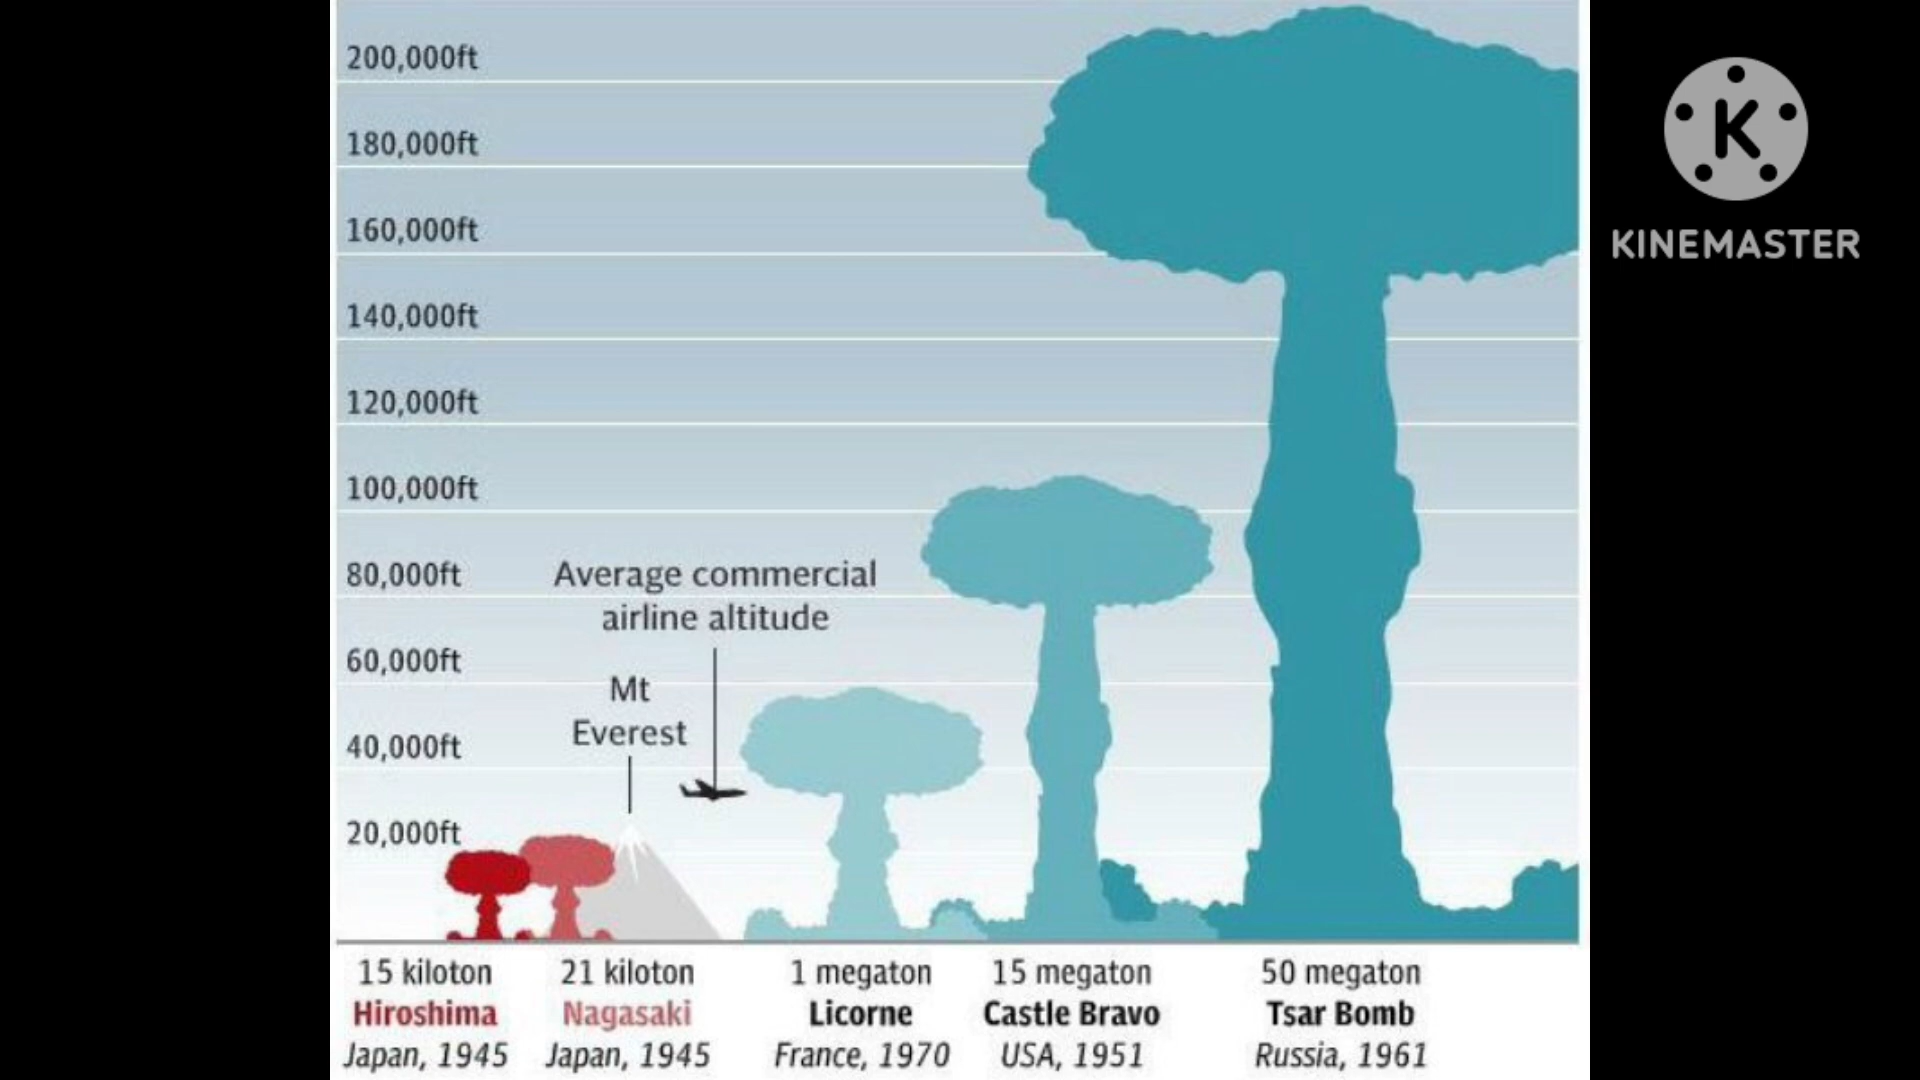 200,000ft
180,000ft
160,000ft
140,000ft
120,000ft
100,000ft
80,000ft
60,000ft
40,000ft
20,000ft
Average commercial
airline altitude
Mt
Everest
15 kiloton
Hiroshima
Japan, 1945
21 kiloton
Nagasaki
Japan, 1945
1 megaton
Licorne
France, 1970
15 megaton
Castle Bravo
USA, 1951
50 megaton
Tsar Bomb
Russia, 1961
K
KINEMASTER